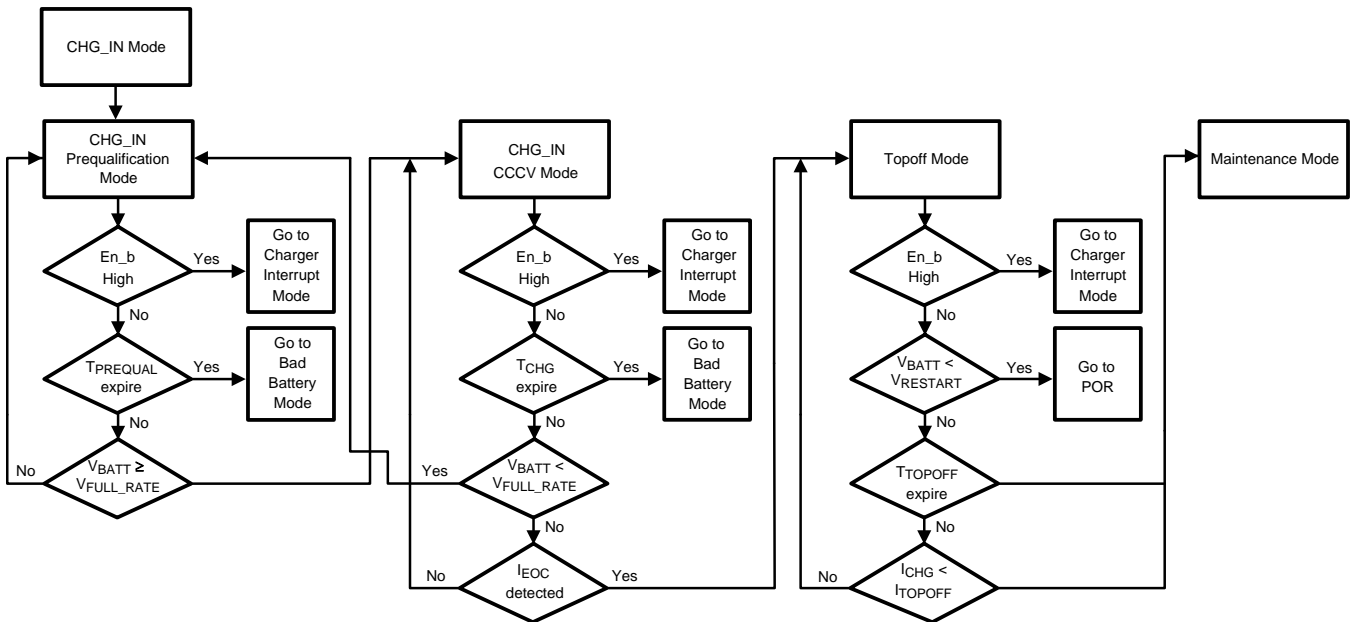 CHG_IN Mode
CHG_IN
Prequalification
Mode
En_b
High
Yes
Go to
Charger
Interrupt
Mode
No
TPREQUAL
expire
Yes
Go to
Bad
Battery
Mode
No
VBATT ≥
VFULL_RATE
No
CHG_IN
CCCV Mode
En_b
High
Yes
Go to
Charger
Interrupt
Mode
No
TCHG
expire
Yes
Go to
Bad
Battery
Mode
No
VBATT <
VFULL_RATE
Yes
No
IEOC
detected
No
Yes
Topoff Mode
En_b
High
Yes
Go to
Charger
Interrupt
Mode
No
VBATT <
VRESTART
Yes
Go to
POR
No
TTOPOFF
expire
No
ICHG <
ITOPOFF
No
Maintenance Mode